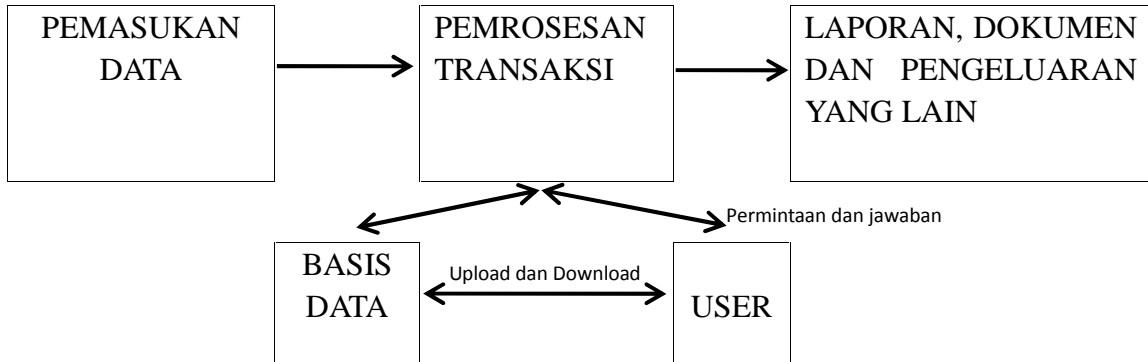 PEMASUKAN
DATA
PEMROSESAN
TRANSAKSI
LAPORAN, DOKUMEN
DAN PENGELUARAN
YANG LAIN
Permintaan dan jawaban
BASIS
DATA
Upload dan Download
USER